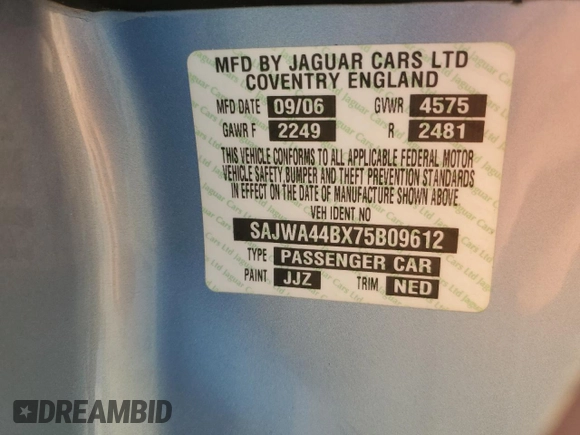 MFD BY JAGUAR CARS LTD
COVENTRY ENGLAND
MFD DATE 09/06 GVWR 4575
GAWR F 2249 R 2481
THIS VEHICLE CONFORMS TO ALL APPLICABLE FEDERAL MOTOR
VEHICLE SAFETY, BUMPER AND THEFT PREVENTION STANDARDS
IN EFFECT ON THE DATE OF MANUFACTURE SHOWN ABOVE.
VEH IDENT NO
SAJWA44BX75B09612
TYPE PASSENGER CAR
PAINT JJZ TRIM NED
DREAMBID